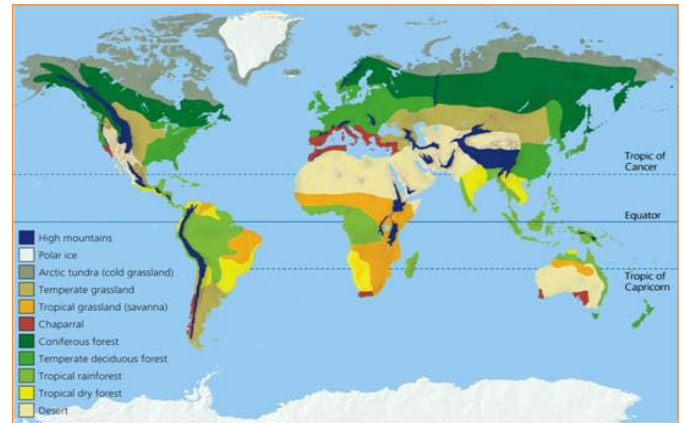 Tropic of
Cancer
Equator
Tropic of
Capricorn
High mountains
Polar ice
Arctic tundra (cold grassland)
Temperate grassland
Tropical grassland (savanna)
Chaparral
Coniferous forest
Temperate deciduous forest
Tropical rainforest
Tropical dry forest
Desert